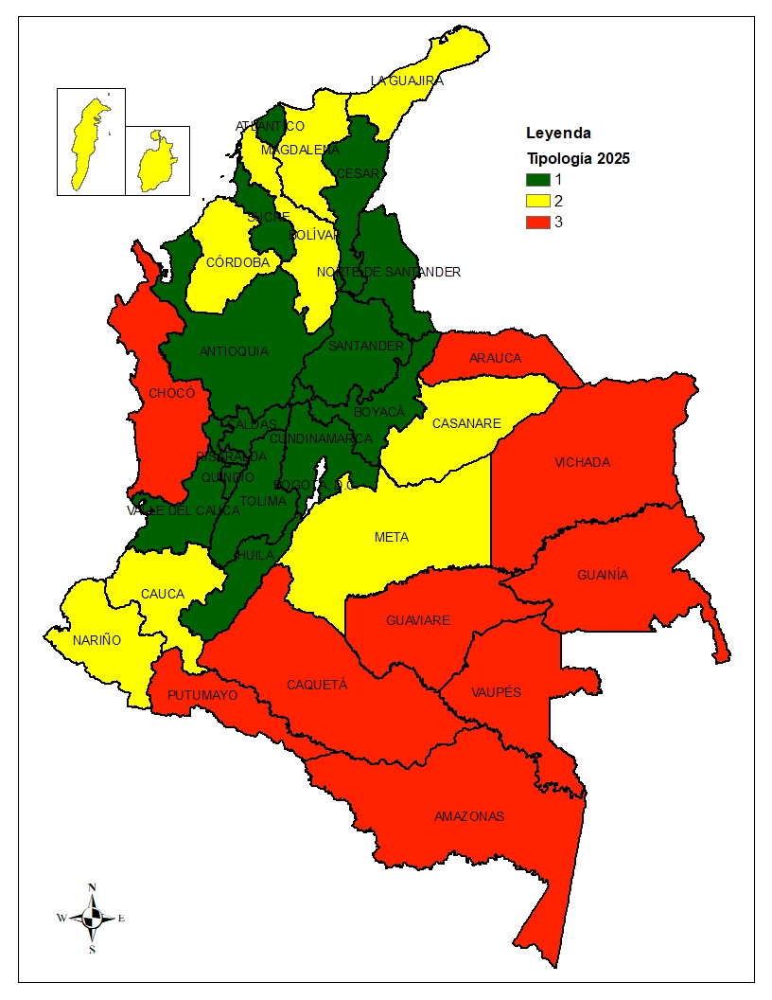 LA GUAJIRA
ATLÁNTICO
MAGDALENA
CESAR
SUCRE
BOLÍVAR
CÓRDOBA
NORTE DE SANTANDER
ANTIOQUIA
SANTANDER
ARAUCA
CHOCÓ
BOYACÁ
CASANARE
CALDAS
CUNDINAMARCA
RISARALDA
VICHADA
QUINDÍO
BOGOTÁ, D.C.
TOLIMA
VALLE DEL CAUCA
META
HUILA
GUAINÍA
CAUCA
GUAVIARE
NARIÑO
CAQUETÁ
VAUPÉS
PUTUMAYO
AMAZONAS
Leyenda
Tipología 2025
1
2
3
N
W E
S